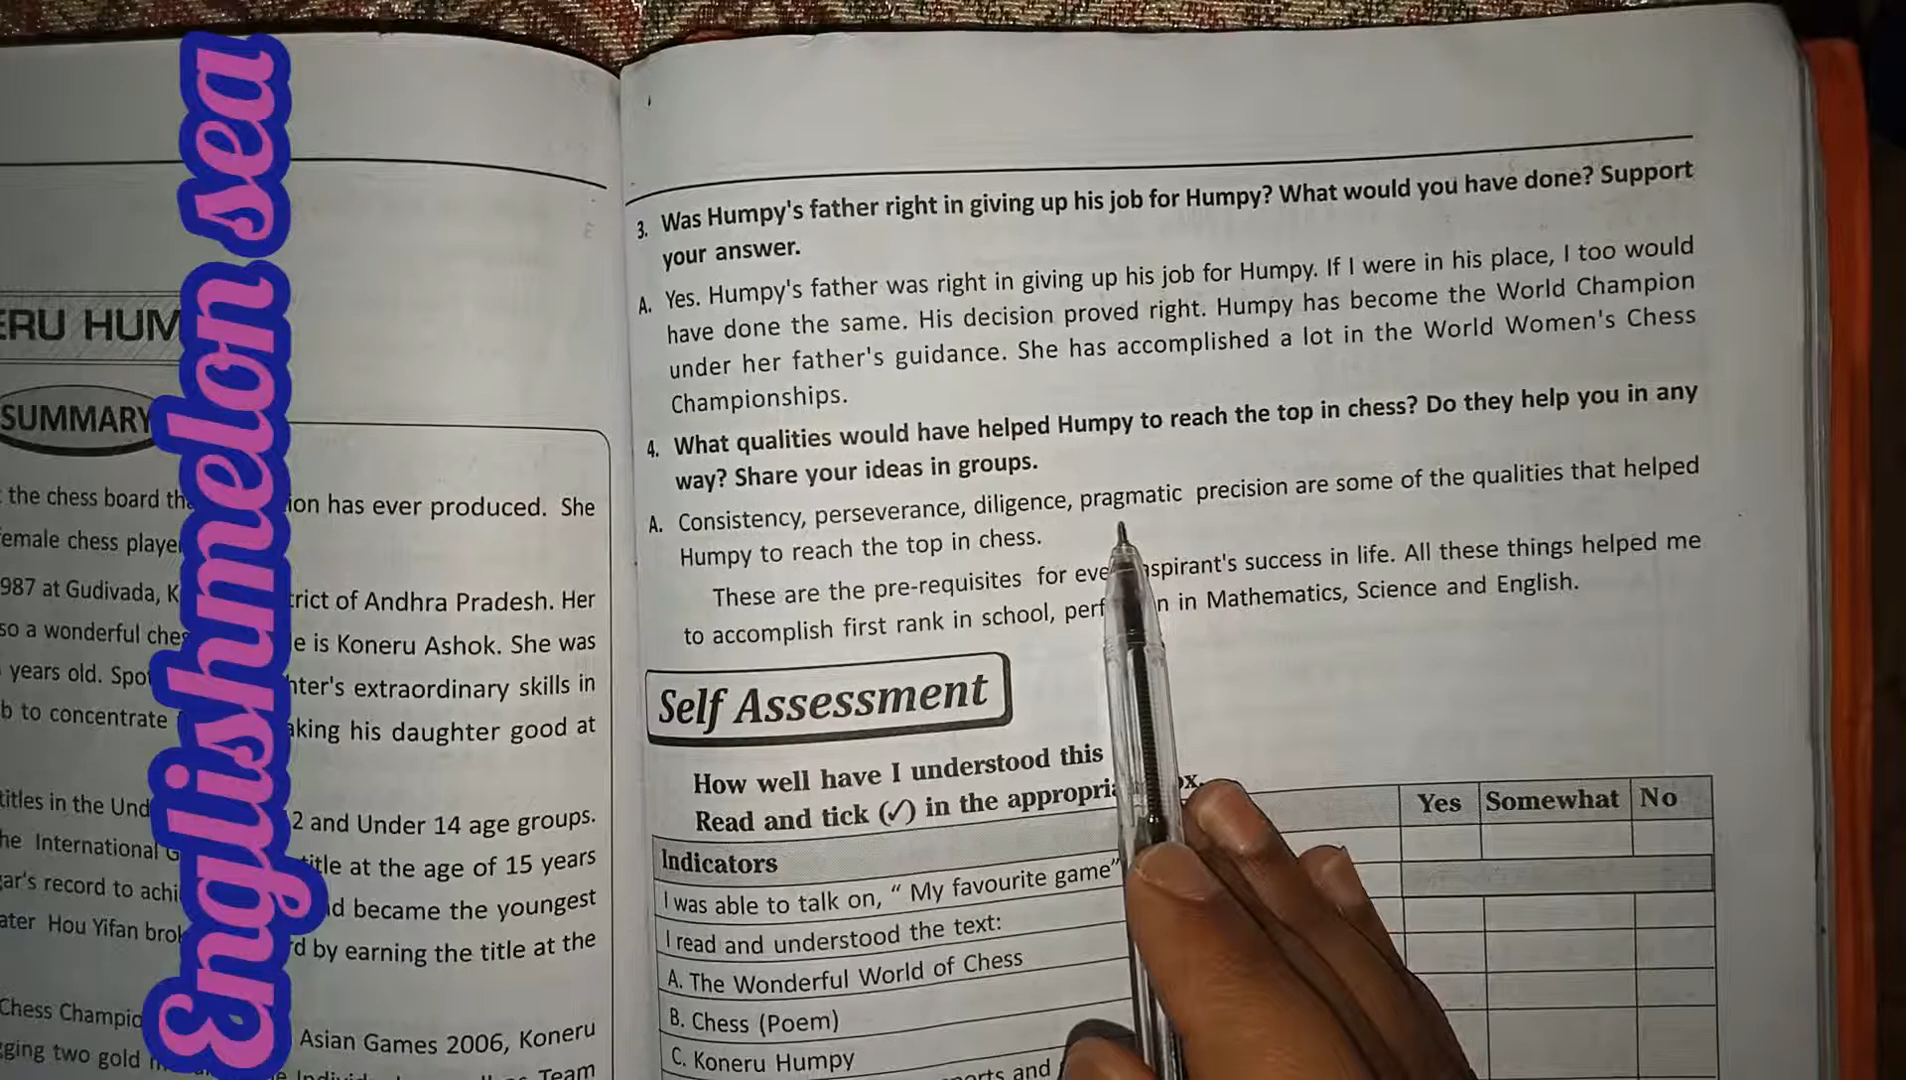 Englishmelon sea
ERU HUM
SUMMARY
the chess board th ion has ever produced. She
emale chess player
987 at Gudivada, K trict of Andhra Pradesh. Her
so a wonderful ches e is Koneru Ashok. She was
years old. Spot hter's extraordinary skills in
b to concentrate aking his daughter good at
titles in the Und 2 and Under 14 age groups.
he International G title at the age of 15 years
ar's record to achi d became the youngest
ater Hou Yifan brok d by earning the title at the
Chess Champio Asian Games 2006, Koneru
gging two gold m Team
3. Was Humpy's father right in giving up his job for Humpy? What would you have done? Support
your answer.
A. Yes. Humpy's father was right in giving up his job for Humpy. If I were in his place, I too would
have done the same. His decision proved right. Humpy has become the World Champion
under her father's guidance. She has accomplished a lot in the World Women's Chess
Championships.
4. What qualities would have helped Humpy to reach the top in chess? Do they help you in any
way? Share your ideas in groups.
A. Consistency, perseverance, diligence, pragmatic precision are some of the qualities that helped
Humpy to reach the top in chess.
These are the pre-requisites for eve spirant's success in life. All these things helped me
to accomplish first rank in school, perf n in Mathematics, Science and English.
Self Assessment
How well have I understood this
Read and tick (✓) in the appropria ox.
Indicators Yes Somewhat No
I was able to talk on, “ My favourite game”
I read and understood the text:
A. The Wonderful World of Chess
B. Chess (Poem)
C. Koneru Humpy
orts and